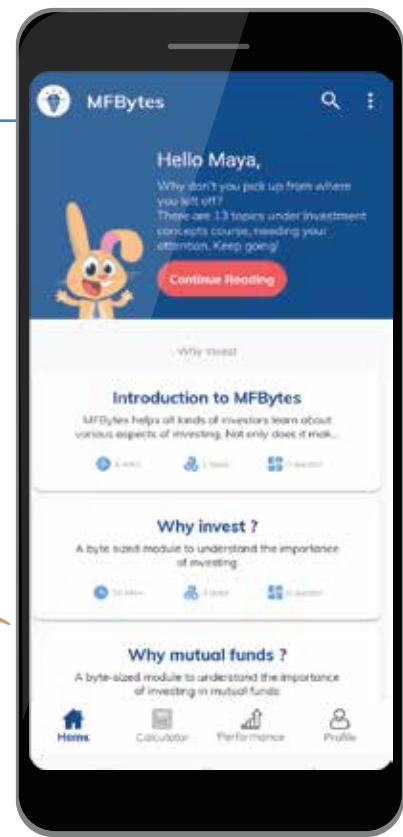 MFBytes
Hello Maya,
Why don't you pick up from where
you left off?
There are 13 topics under investment
concepts course, needing your
attention. Keep going!
Continue Reading
Why invest
Introduction to MFBytes
MFBytes helps all kinds of investors learn about
various aspects of investing. Not only does it mak...
Why invest ?
A byte sized module to understand the importance
of investing
Why mutual funds ?
A byte-sized module to understand the importance
of investing in mutual funds
Home
Calculator
Performance
Profile